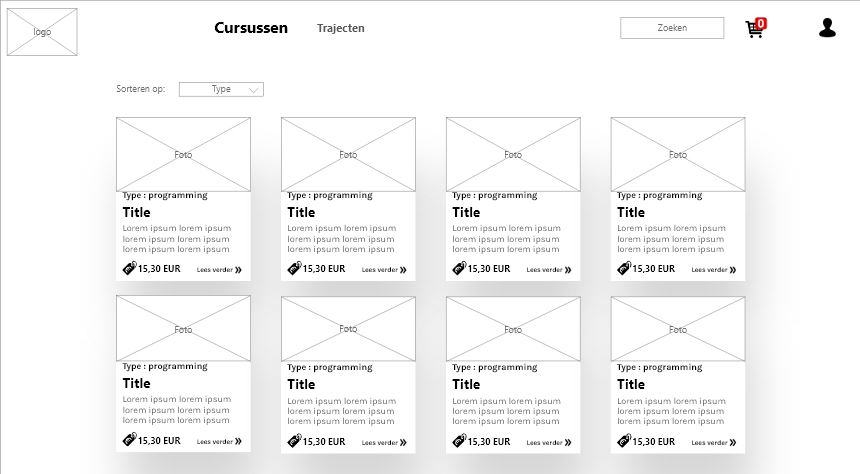 logo
Cursussen
Trajecten
Zoeken
0
Sorteren op:
Type
Foto
Foto
Foto
Foto
Type : programming
Type : programming
Type : programming
Type : programming
Title
Title
Title
Title
Lorem ipsum lorem ipsum
lorem ipsum lorem ipsum
lorem ipsum lorem ipsum
Lorem ipsum lorem ipsum
lorem ipsum lorem ipsum
lorem ipsum lorem ipsum
Lorem ipsum lorem ipsum
lorem ipsum lorem ipsum
lorem ipsum lorem ipsum
Lorem ipsum lorem ipsum
lorem ipsum lorem ipsum
lorem ipsum lorem ipsum
15,30 EUR
Lees verder »
15,30 EUR
Lees verder »
15,30 EUR
Lees verder »
15,30 EUR
Lees verder »
Foto
Foto
Foto
Foto
Type : programming
Type : programming
Type : programming
Type : programming
Title
Title
Title
Title
Lorem ipsum lorem ipsum
lorem ipsum lorem ipsum
lorem ipsum lorem ipsum
Lorem ipsum lorem ipsum
lorem ipsum lorem ipsum
lorem ipsum lorem ipsum
Lorem ipsum lorem ipsum
lorem ipsum lorem ipsum
lorem ipsum lorem ipsum
Lorem ipsum lorem ipsum
lorem ipsum lorem ipsum
lorem ipsum lorem ipsum
15,30 EUR
Lees verder »
15,30 EUR
Lees verder »
15,30 EUR
Lees verder »
15,30 EUR
Lees verder »